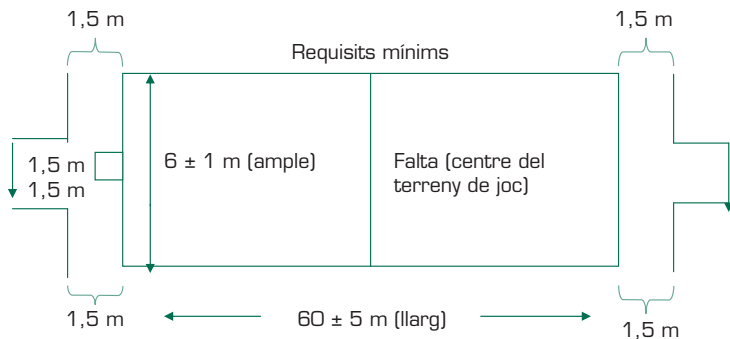 1,5 m
1,5 m
Requisits mínims
1,5 m
1,5 m
6 ± 1 m (ample)
Falta (centre del
terreny de joc)
1,5 m
60 ± 5 m (llarg)
1,5 m